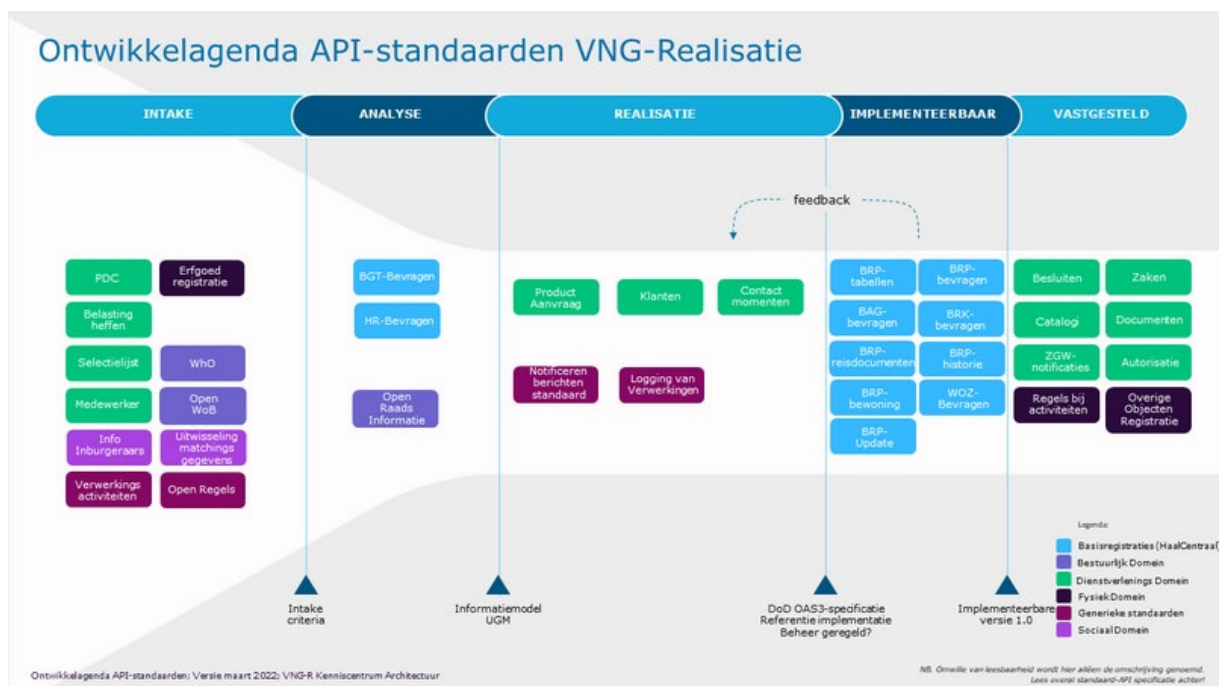 Ontwikkelagenda API-standaarden VNG-Realisatie
INTAKE
ANALYSE
REALISATIE
IMPLEMENTEERBAAR
VASTGESTELD
feedback
PDC
Erfgoed
registratie
Belasting
heffen
Selectielijst
WhO
Medewerker
Open
WoB
Info
Inburgeraars
Uitwisseling
matchings
gegevens
Verwerkings
activiteiten
Open Regels
BGT-Bevragen
HR-Bevragen
Open
Raads
Informatie
Product
Aanvraag
Klanten
Contact
momenten
Notificeren
berichten
standaard
Logging van
Verwerkingen
BRP-
tabellen
BRP-
bevragen
BAG-
bevragen
BRK-
bevragen
BRP-
reisdocumenten
BRP-
historie
BRP-
bewoning
WOZ-
Bevragen
BRP-
Update
Besluiten
Zaken
Catalogi
Documenten
ZGW-
notificaties
Autorisatie
Regels bij
activiteiten
Overige
Objecten
Registratie
Intake
criteria
Informatiemodel
UGM
DoD OAS3-specificatie
Referentie implementatie
Beheer geregeld?
Implementeerbare
versie 1.0
Legenda:
Basisregistraties (HaalCentraal)
Bestuurlijk Domein
Dienstverlenings Domein
Fysiek Domein
Generieke standaarden
Sociaal Domein
Ontwikkelagenda API-standaarden; Versie maart 2022; VNG-R Kenniscentrum Architectuur
NB. Omwille van leesbaarheid wordt hier alléén de omschrijving genoemd.
Lees overal standaard-API specificatie achter!